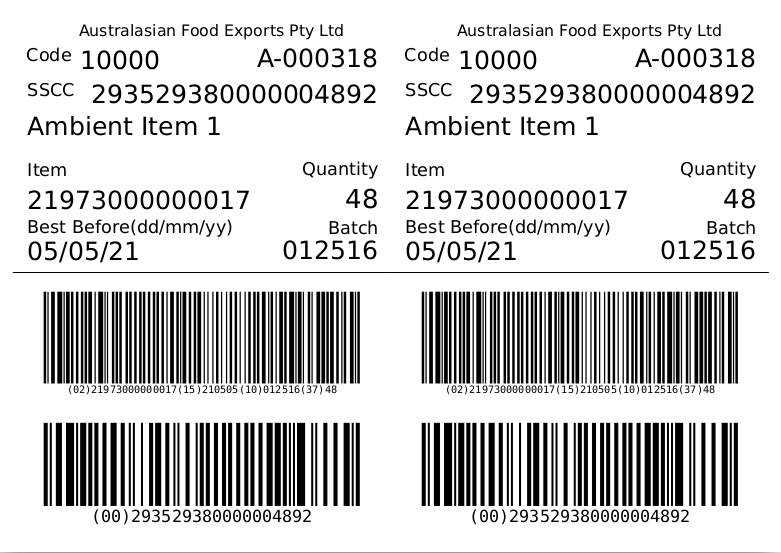 Australasian Food Exports Pty Ltd
Code 10000 A-000318
SSCC 293529380000004892
Ambient Item 1
Item Quantity
21973000000017 48
Best Before(dd/mm/yy) Batch
05/05/21 012516
(02)21973000000017(15)210505(10)012516(37)48
(00)293529380000004892
Australasian Food Exports Pty Ltd
Code 10000 A-000318
SSCC 293529380000004892
Ambient Item 1
Item Quantity
21973000000017 48
Best Before(dd/mm/yy) Batch
05/05/21 012516
(02)21973000000017(15)210505(10)012516(37)48
(00)293529380000004892